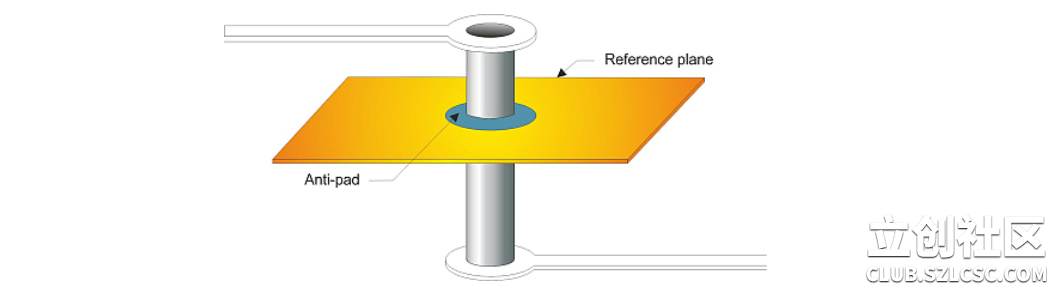 Reference plane
Anti-pad
立创社区
CLUB.SZLCSC.COM